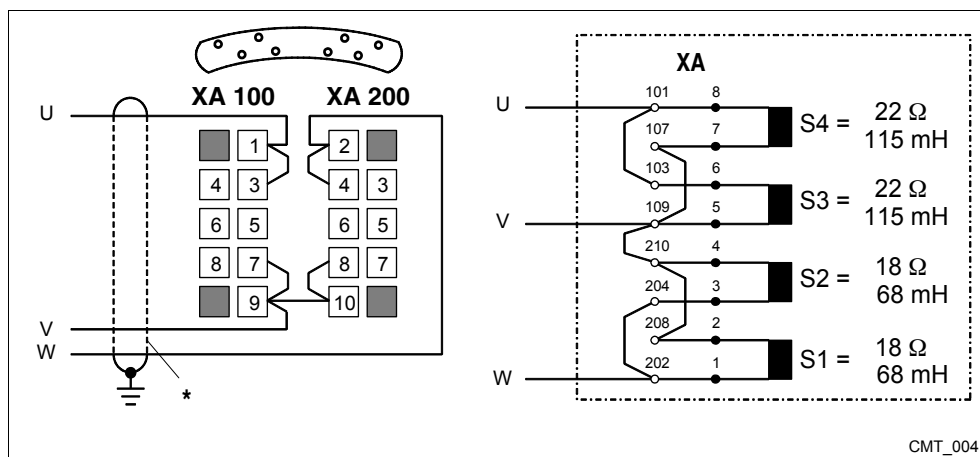 XA 100 XA 200
U
1 2
4 3 4 3
6 5 6 5
8 7 8 7
9 10
V
W
*
XA
U 101 8
S4 = 22 Ω
115 mH
107 7
103 6
S3 = 22 Ω
115 mH
V 109 5
210 4
S2 = 18 Ω
68 mH
204 3
208 2
S1 = 18 Ω
68 mH
W 202 1
CMT_004